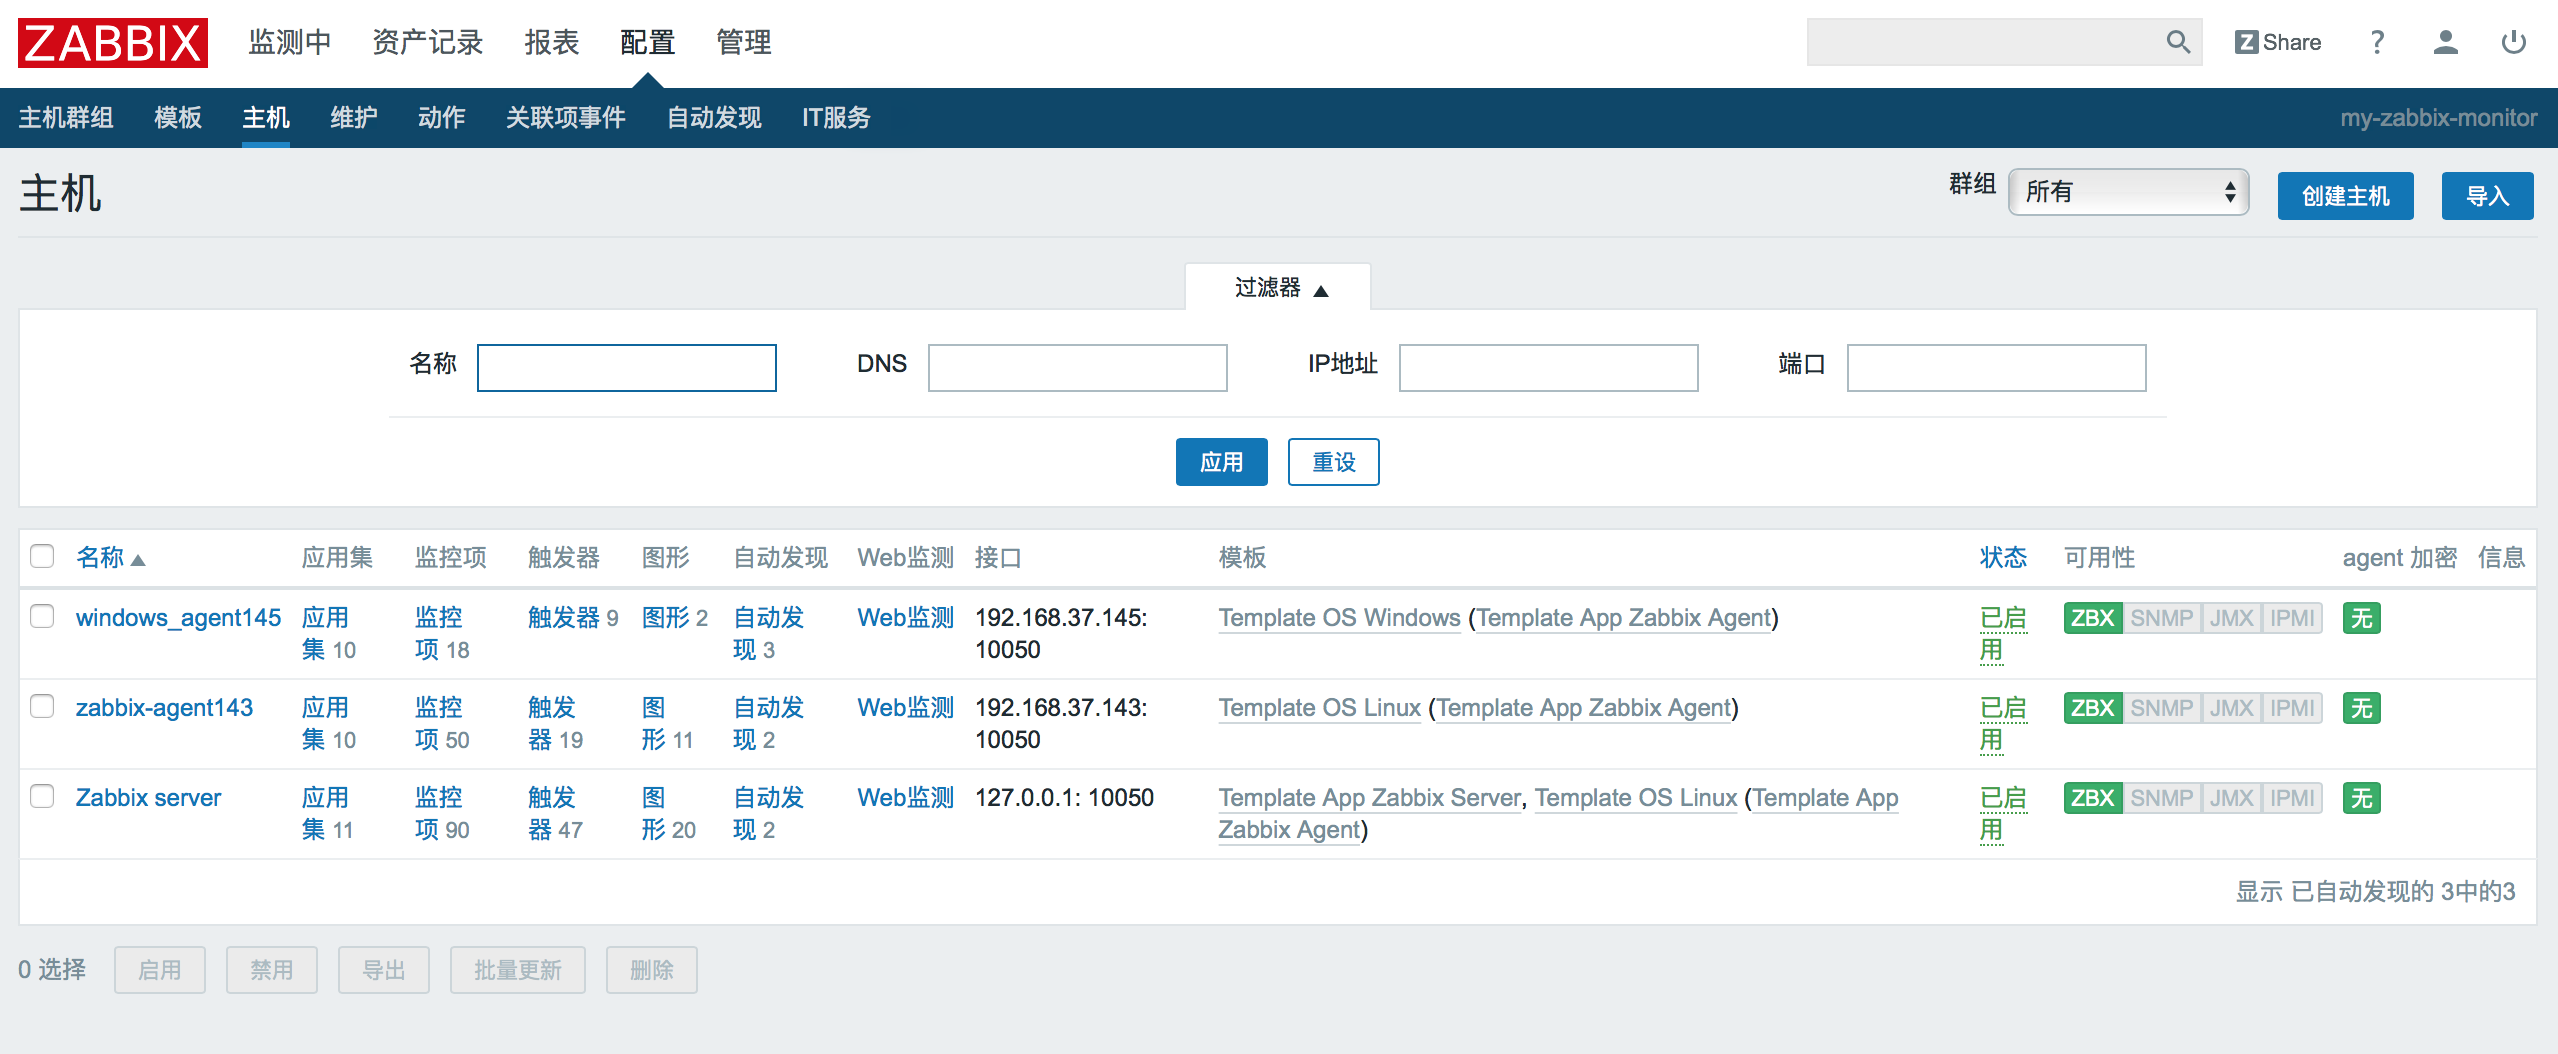 ZABBIX 监测中 资产记录 报表 配置 管理 Z Share ?
主机群组 模板 主机 维护 动作 关联项事件 自动发现 IT服务 my-zabbix-monitor
主机 群组 所有 创建主机 导入
过滤器
名称 DNS IP地址 端口
应用 重设
名称 应用集 监控项 触发器 图形 自动发现 Web监测 接口 模板 状态 可用性 agent 加密 信息
windows_agent145 应用 监控 触发器 9 图形 2 自动发 Web监测 192.168.37.145: Template OS Windows (Template App Zabbix Agent) 已启 ZBX SNMP JMX IPMI 无
集 10 项 18 现 3 10050 用
zabbix-agent143 应用 监控 触发 图 自动发 Web监测 192.168.37.143: Template OS Linux (Template App Zabbix Agent) 已启 ZBX SNMP JMX IPMI 无
集 10 项 50 器 19 形 11 现 2 10050 用
Zabbix server 应用 监控 触发 图 自动发 Web监测 127.0.0.1: 10050 Template App Zabbix Server, Template OS Linux (Template App 已启 ZBX SNMP JMX IPMI 无
集 11 项 90 器 47 形 20 现 2 Zabbix Agent) 用
显示 已自动发现的 3中的3
0 选择 启用 禁用 导出 批量更新 删除